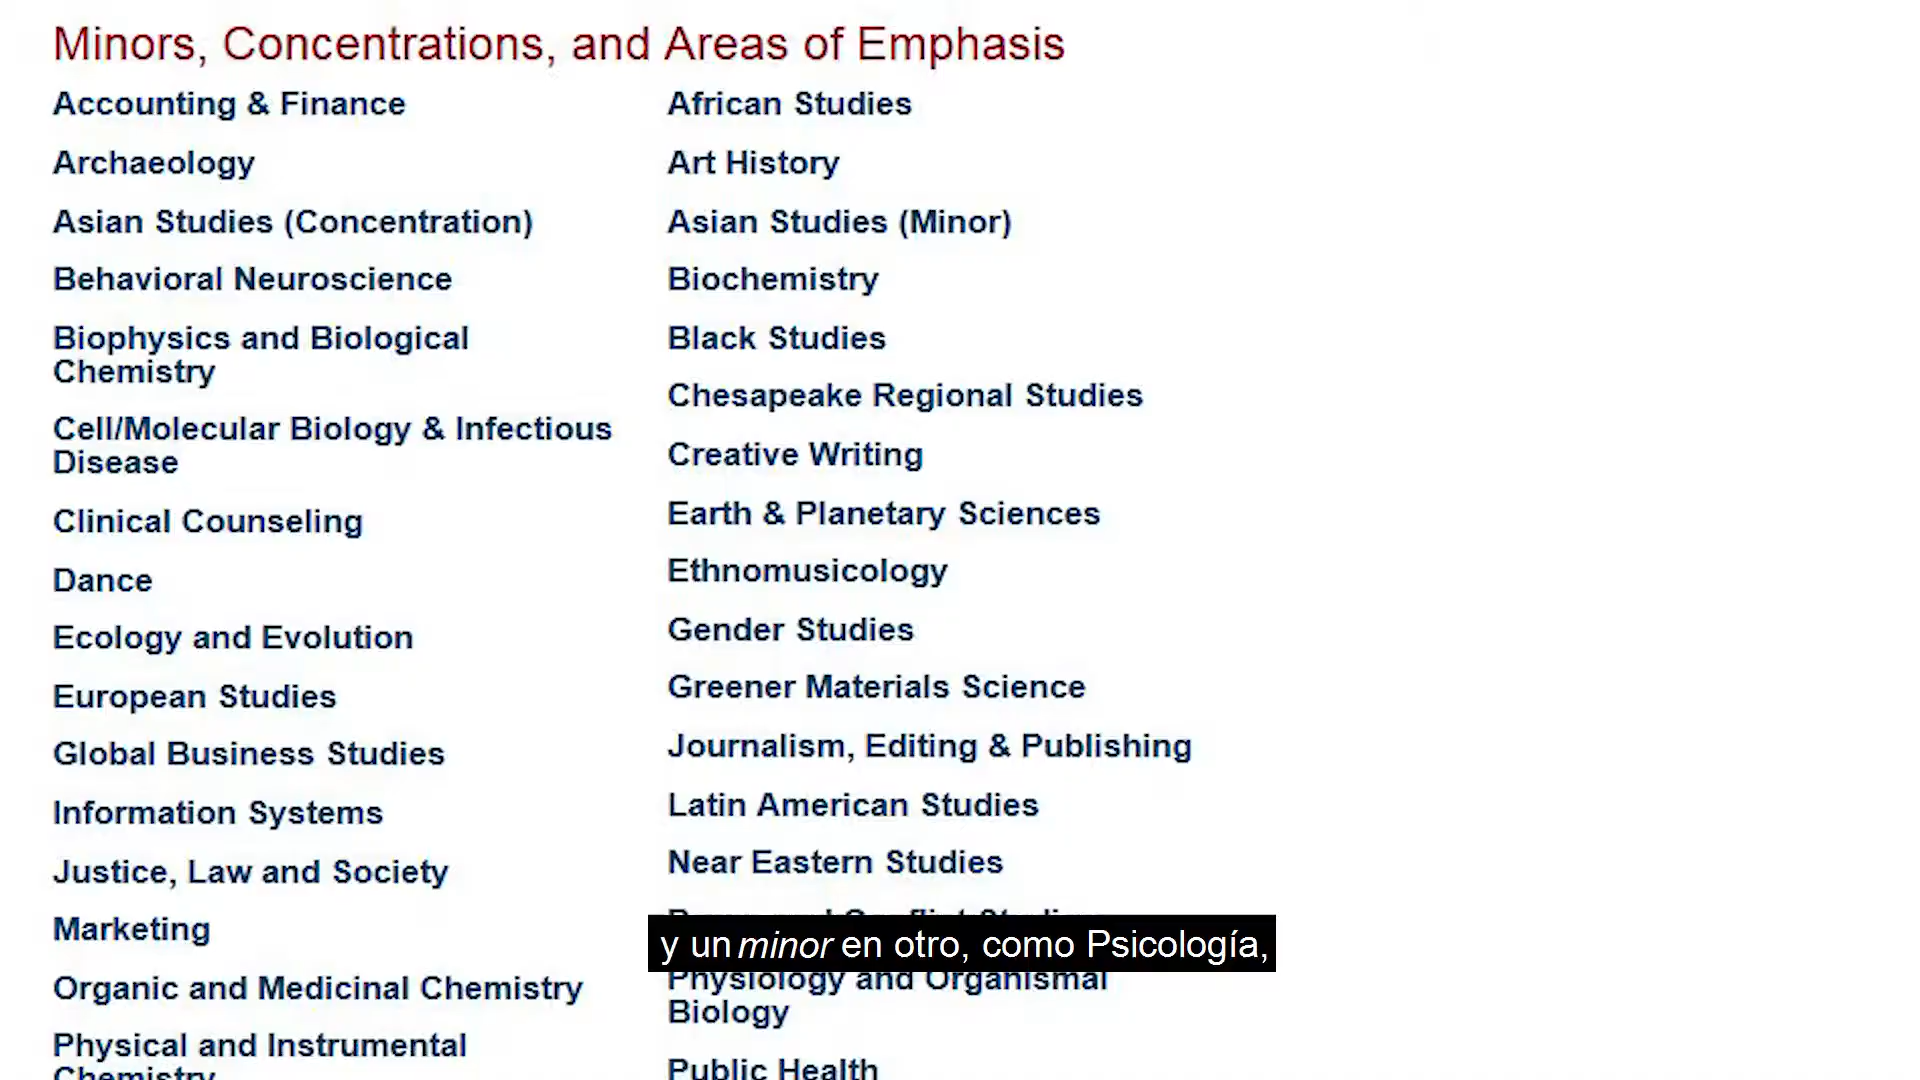 Minors, Concentrations, and Areas of Emphasis
Accounting & Finance
Archaeology
Asian Studies (Concentration)
Behavioral Neuroscience
Biophysics and Biological
Chemistry
Cell/Molecular Biology & Infectious
Disease
Clinical Counseling
Dance
Ecology and Evolution
European Studies
Global Business Studies
Information Systems
Justice, Law and Society
Marketing
Organic and Medicinal Chemistry
Physical and Instrumental
Chemistry
African Studies
Art History
Asian Studies (Minor)
Biochemistry
Black Studies
Chesapeake Regional Studies
Creative Writing
Earth & Planetary Sciences
Ethnomusicology
Gender Studies
Greener Materials Science
Journalism, Editing & Publishing
Latin American Studies
Near Eastern Studies
Physiology and Organismal
Biology
Public Health
y un minor en otro, como Psicología,